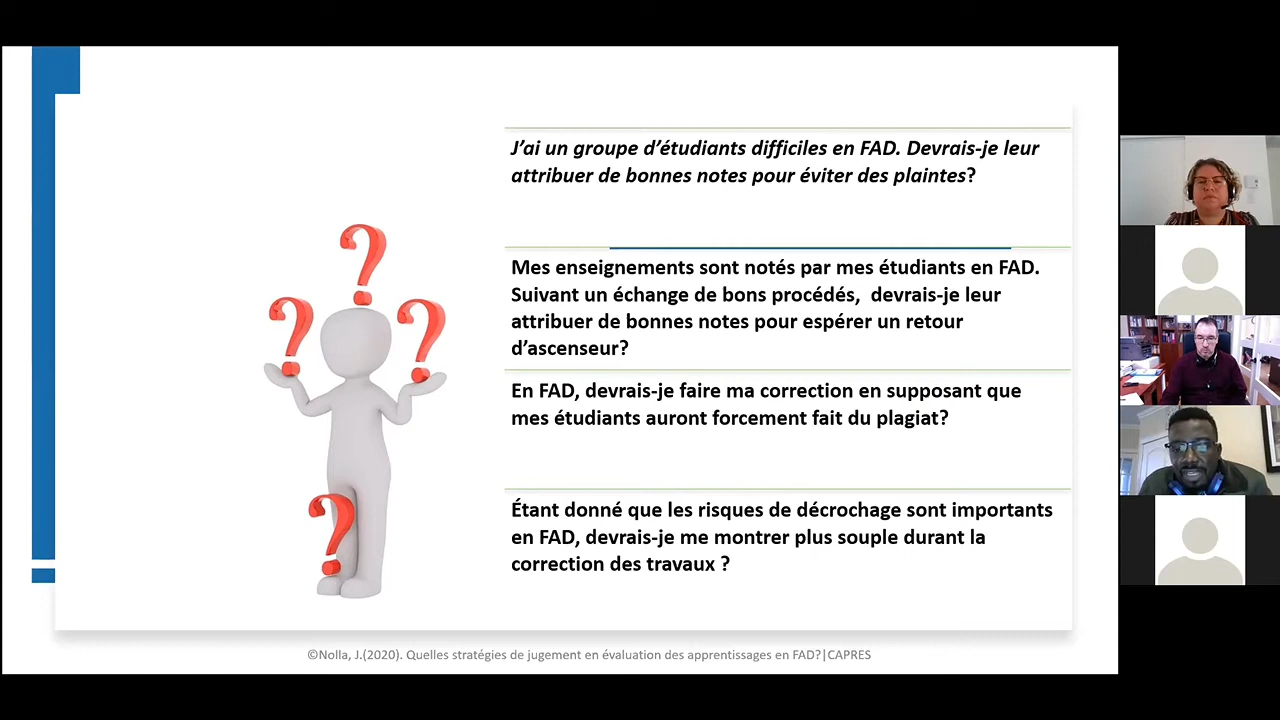 J'ai un groupe d'étudiants difficiles en FAD. Devrais-je leur
attribuer de bonnes notes pour éviter des plaintes?
Mes enseignements sont notés par mes étudiants en FAD.
Suivant un échange de bons procédés,  devrais-je leur
attribuer de bonnes notes pour espérer un retour
d'ascenseur?
En FAD, devrais-je faire ma correction en supposant que
mes étudiants auront forcement fait du plagiat?
Étant donné que les risques de décrochage sont importants
en FAD, devrais-je me montrer plus souple durant la
correction des travaux ?
©Nolla, J.(2020). Quelles stratégies de jugement en évaluation des apprentissages en FAD?|CAPRES